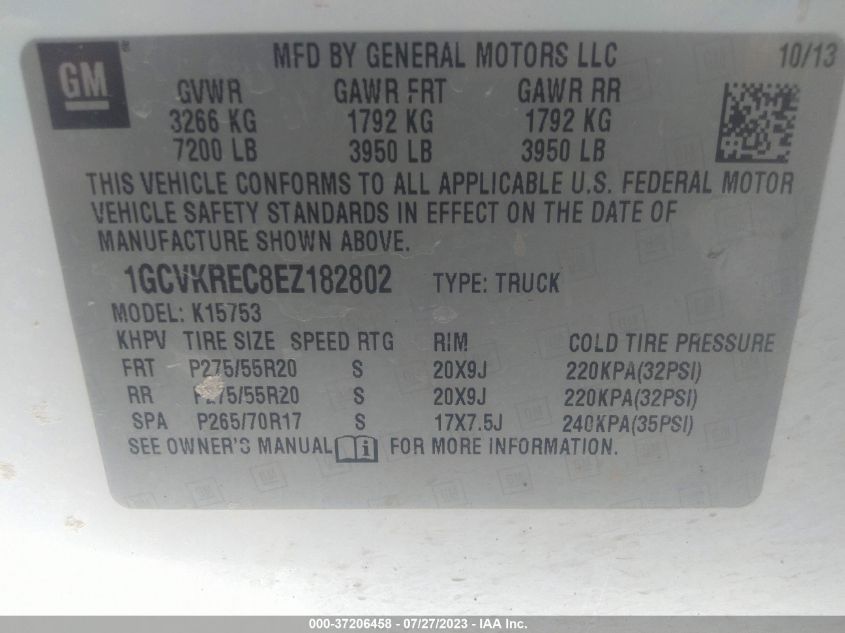 GM ®
MFD BY GENERAL MOTORS LLC 10/13
GVWR GAWR FRT GAWR RR
3266 KG 1792 KG 1792 KG
7200 LB 3950 LB 3950 LB
THIS VEHICLE CONFORMS TO ALL APPLICABLE U.S. FEDERAL MOTOR
VEHICLE SAFETY STANDARDS IN EFFECT ON THE DATE OF
MANUFACTURE SHOWN ABOVE.
1GCVKREC8EZ182802 TYPE: TRUCK
MODEL: K15753
KHPV TIRE SIZE SPEED RTG RIM COLD TIRE PRESSURE
FRT P275/55R20 S 20X9J 220KPA(32PSI)
RR P275/55R20 S 20X9J 220KPA(32PSI)
SPA P265/70R17 S 17X7.5J 240KPA(35PSI)
SEE OWNER'S MANUAL i FOR MORE INFORMATION.
000-37206458 - 07/27/2023 - IAA Inc.